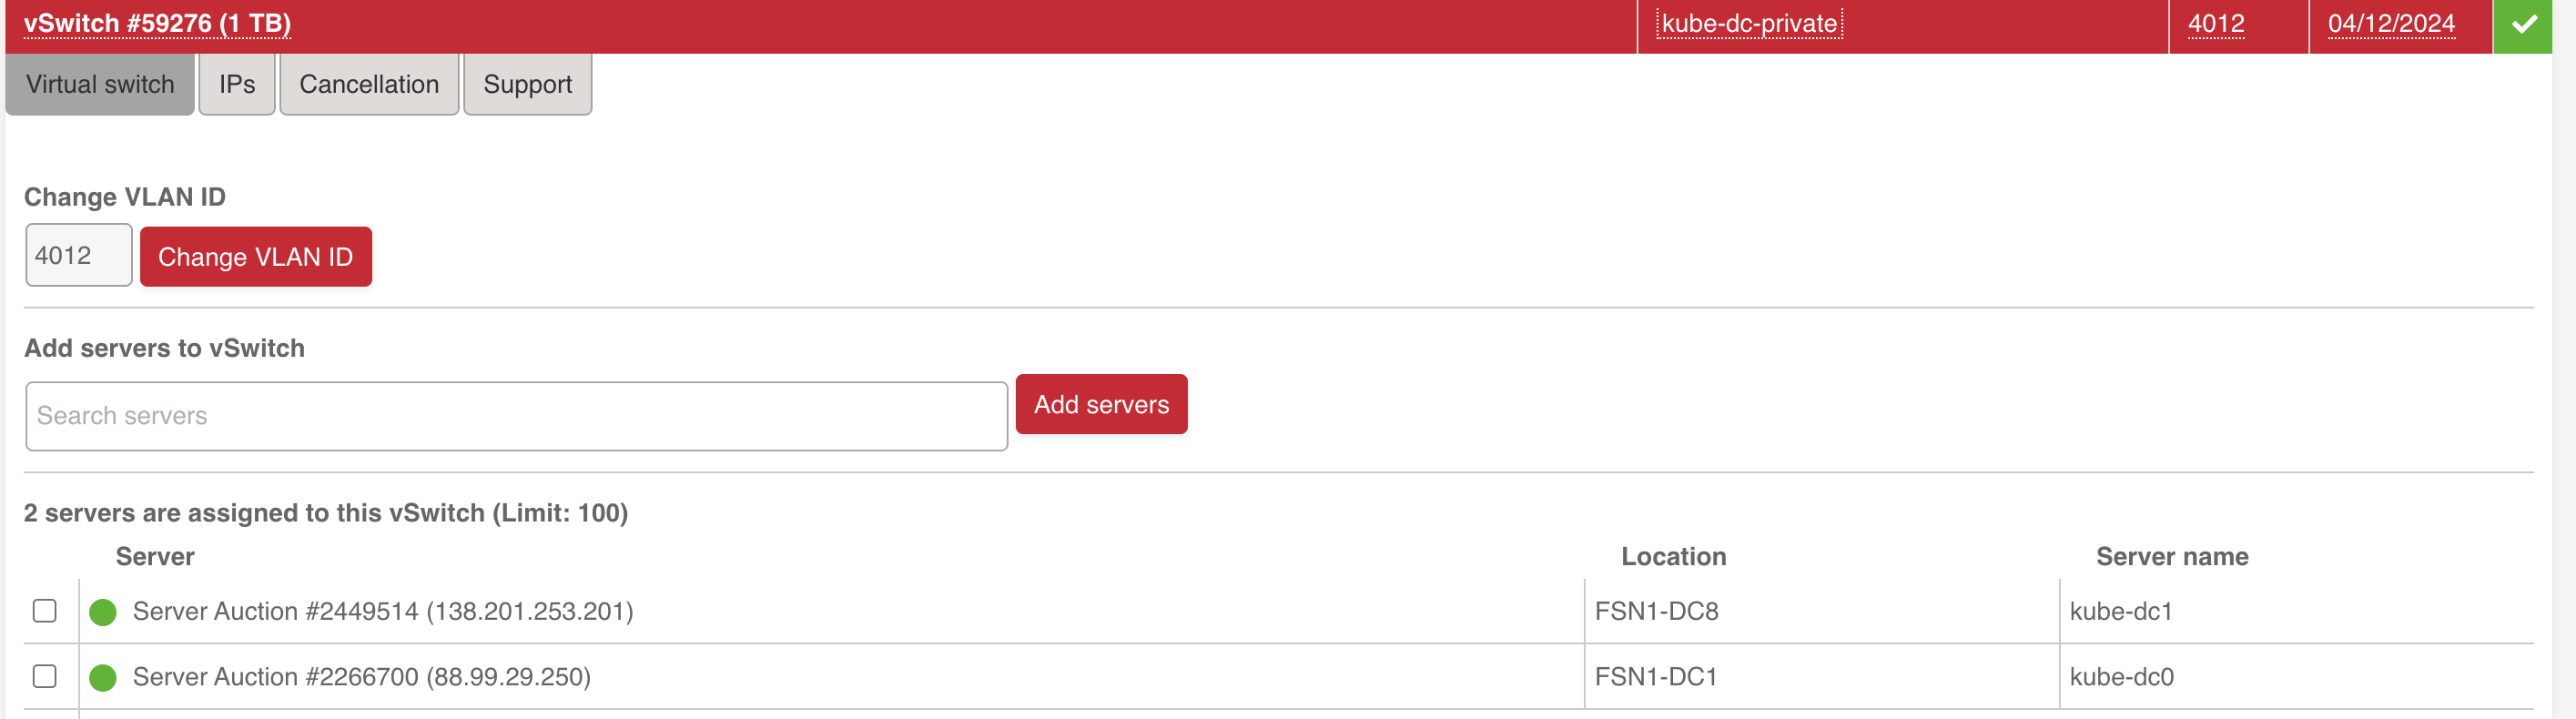 vSwitch #59276 (1 TB) kube-dc-private 4012 04/12/2024
Virtual switch IPs Cancellation Support
Change VLAN ID
4012 Change VLAN ID
Add servers to vSwitch
Search servers Add servers
2 servers are assigned to this vSwitch (Limit: 100)
Server Location Server name
Server Auction #2449514 (138.201.253.201) FSN1-DC8 kube-dc1
Server Auction #2266700 (88.99.29.250) FSN1-DC1 kube-dc0